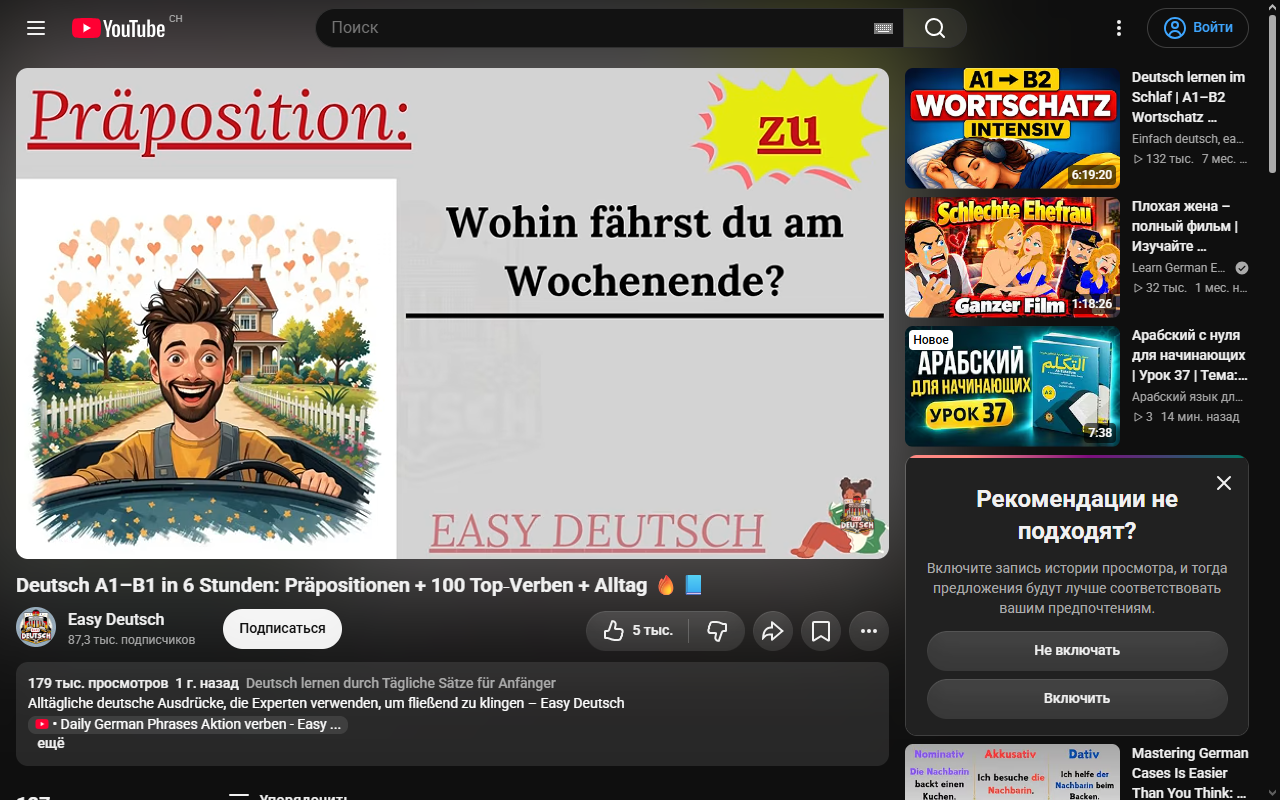 YouTube CH
Поиск
Войти
Präposition:
zu
Wohin fährst du am
Wochenende?
EASY DEUTSCH
Deutsch A1–B1 in 6 Stunden: Präpositionen + 100 Top-Verben + Alltag 🔥 📘
Easy Deutsch
87,3 тыс. подписчиков
Подписаться
5 тыс.
179 тыс. просмотров 1 г. назад Deutsch lernen durch Tägliche Sätze für Anfänger
Alltägliche deutsche Ausdrücke, die Experten verwenden, um fließend zu klingen – Easy Deutsch
• Daily German Phrases Aktion verben - Easy ...
ещё
Упорядочить
A1 → B2
WORTSCHATZ
INTENSIV
6:19:20
Deutsch lernen im
Schlaf | A1–B2
Wortschatz ...
Einfach deutsch, ea...
132 тыс. 7 мес. ...
Schlechte Ehefrau
Ganzer Film
1:18:26
Плохая жена –
полный фильм |
Изучайте ...
Learn German E...
32 тыс. 1 мес. н...
Новое
АРАБСКИЙ
ДЛЯ НАЧИНАЮЩИХ
УРОК 37
7:38
Арабский с нуля
для начинающих
| Урок 37 | Тема:...
Арабский язык дл...
3 14 мин. назад
Рекомендации не
подходят?
Включите запись истории просмотра, и тогда
предложения будут лучше соответствовать
вашим предпочтениям.
Не включать
Включить
Nominativ Akkusativ Dativ
Die Nachbarin
backt einen
Kuchen.
Ich besuche die
Nachbarin.
Ich helfe der
Nachbarin beim
Backen.
Mastering German
Cases Is Easier
Than You Think: ...